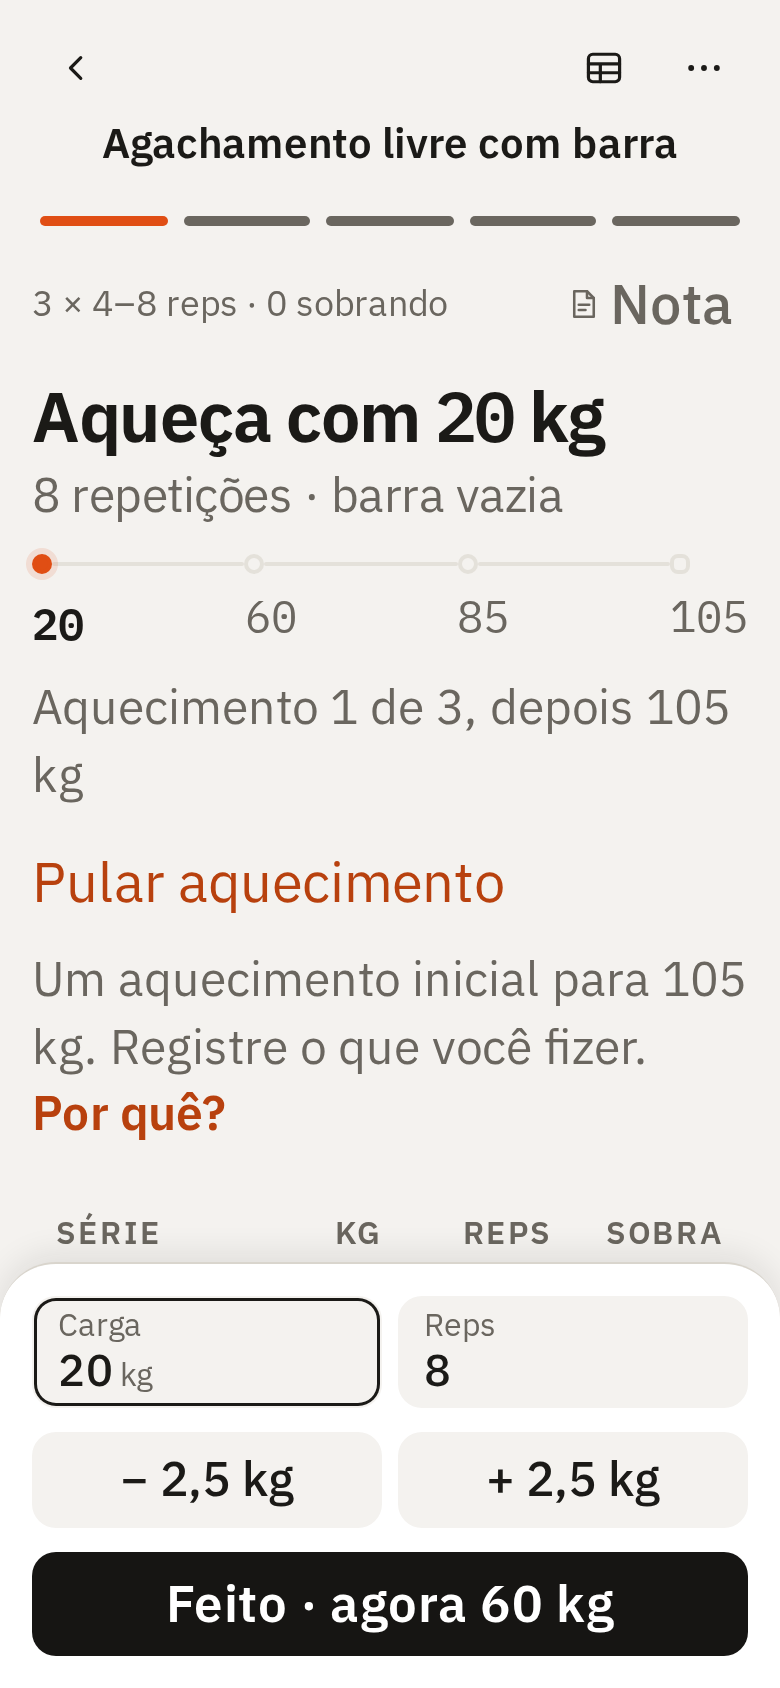 Agachamento livre com barra
3 × 4–8 reps · 0 sobrando
Nota
Aqueça com 20 kg
8 repetições · barra vazia
20 60 85 105
Aquecimento 1 de 3, depois 105
kg
Pular aquecimento
Um aquecimento inicial para 105
kg. Registre o que você fizer.
Por quê?
SÉRIE KG REPS SOBRA
Carga Reps
20 kg 8
− 2,5 kg + 2,5 kg
Feito · agora 60 kg